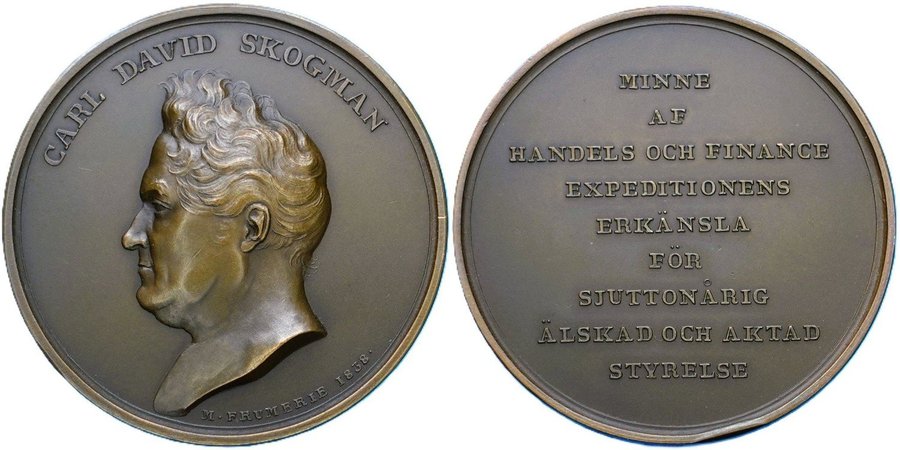 CARL DAVID SKOGMAN
M·FRUMERIE 1838·
MINNE
AF
HANDELS OCH FINANCE
EXPEDITIONENS
ERKÄNSLA
FÖR
SJUTTONÅRIG
ÄLSKAD OCH AKTAD
STYRELSE